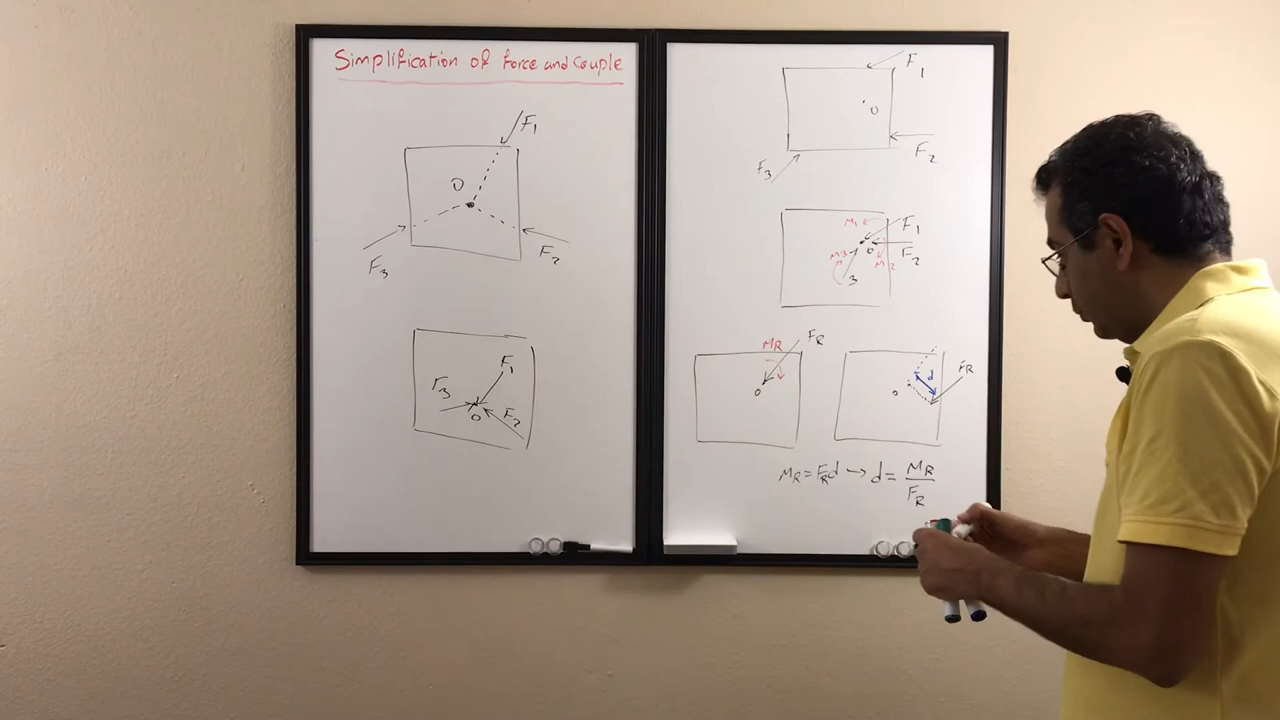 Simplification of force and Couple
F1
O
F2
F3
F1
F3
O
F2
F1
O
F2
F3
M1
F1
O
F2
M3
M2
3
MR
FR
O
d
FR
O
MR = FRd → d = MR/FR